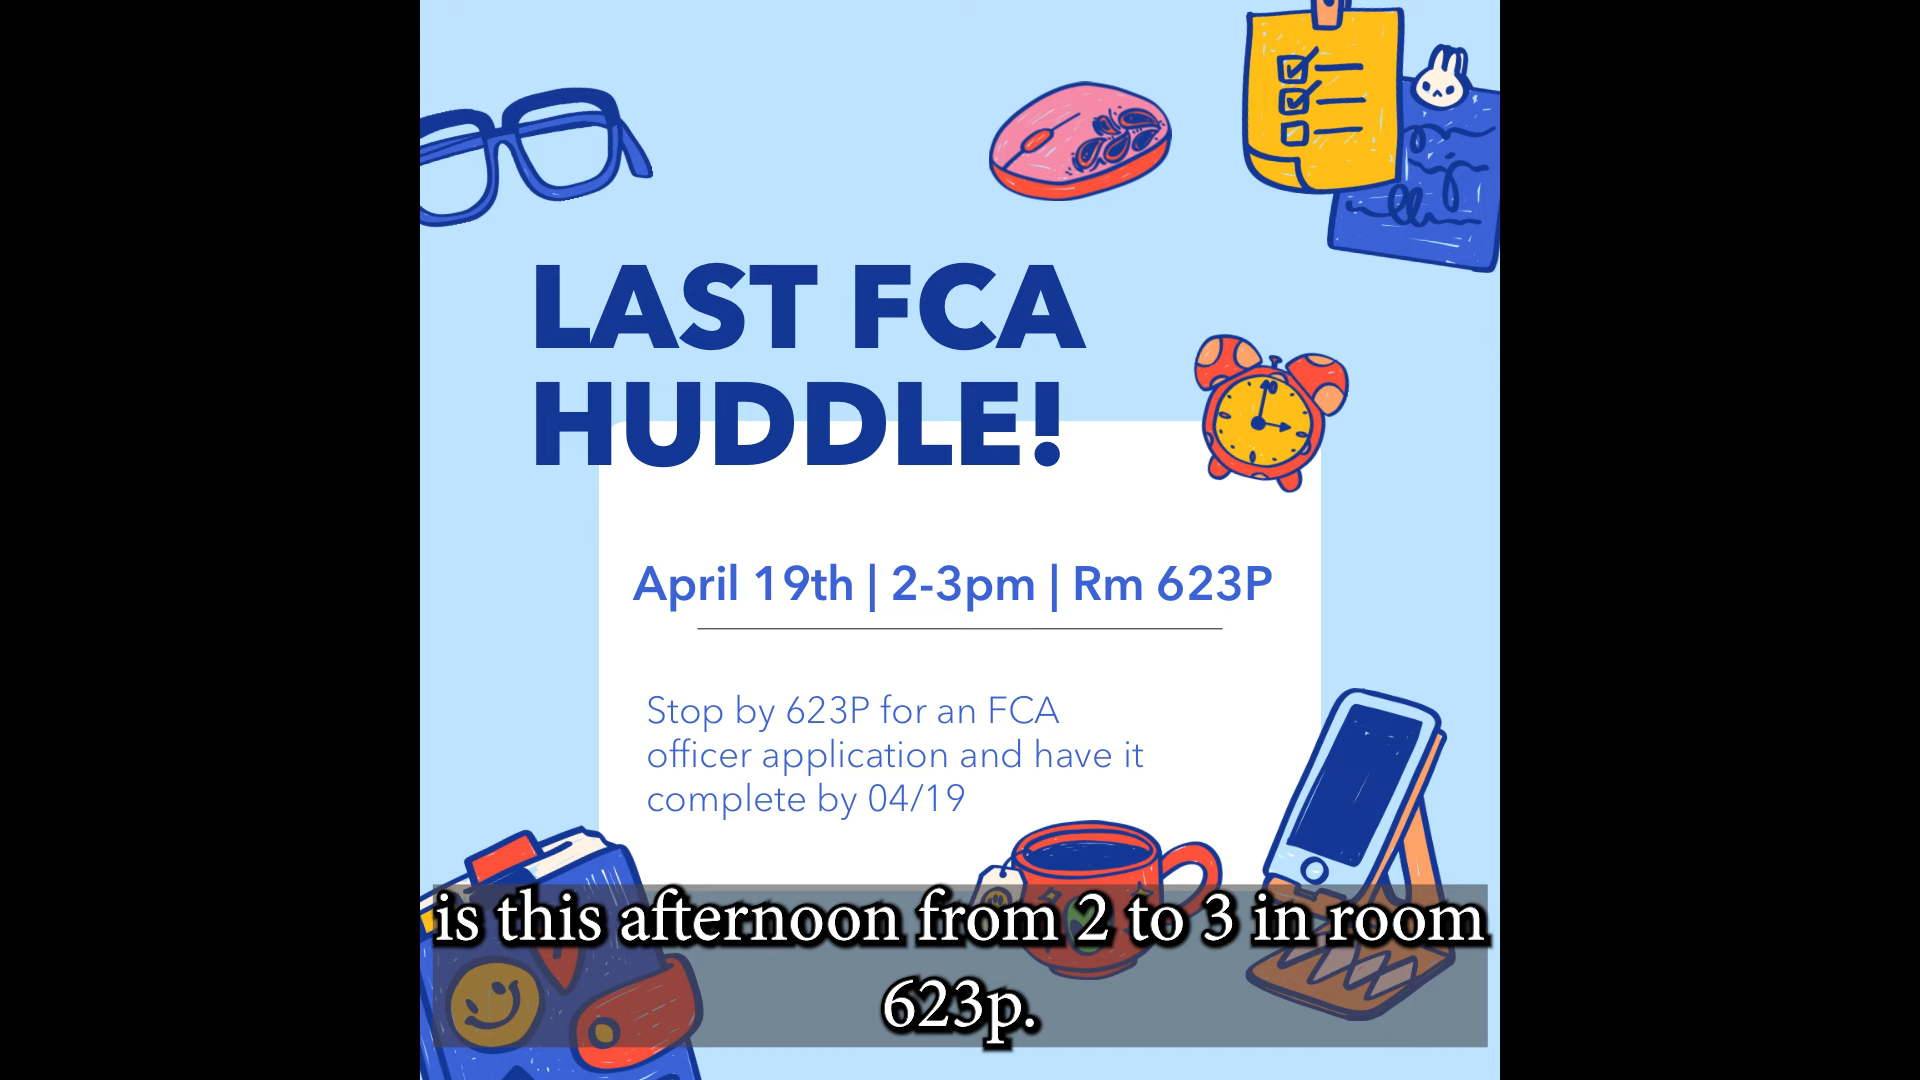 LAST FCA
HUDDLE!
April 19th | 2-3pm | Rm 623P
Stop by 623P for an FCA
officer application and have it
complete by 04/19
is this afternoon from 2 to 3 in room
623p.